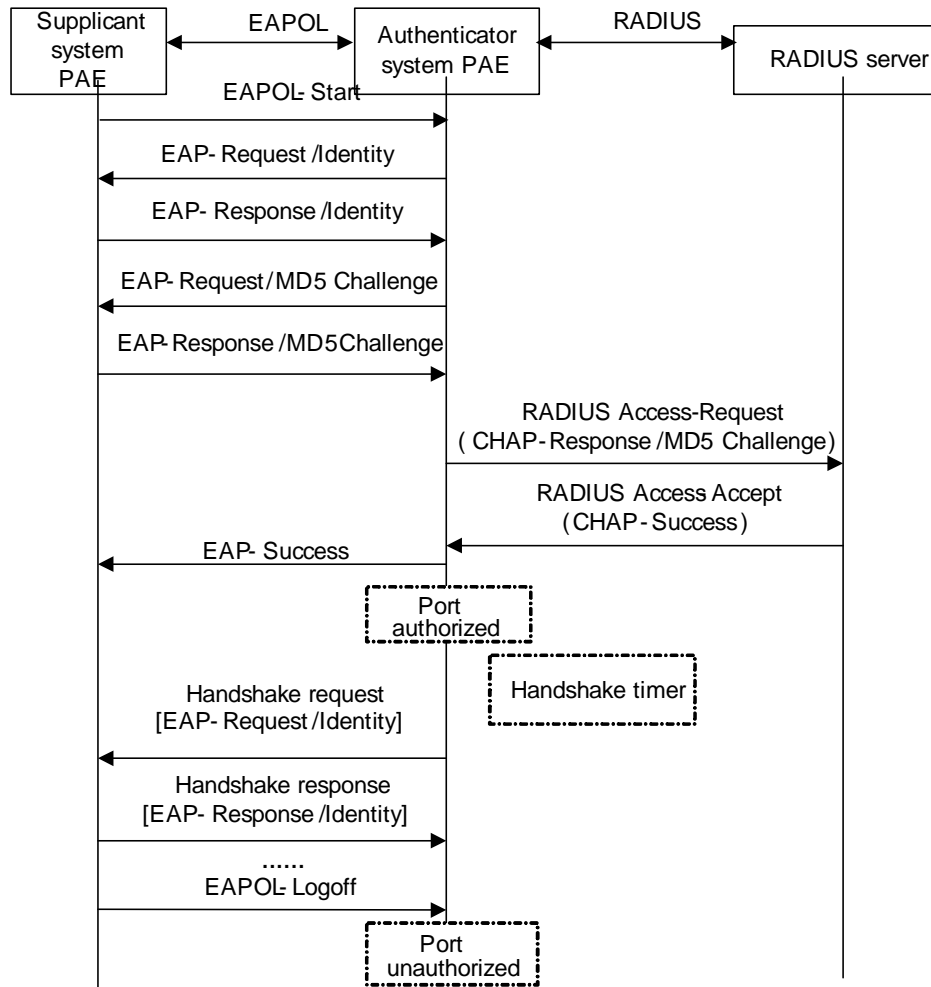 Supplicant
system
PAE
EAPOL
Authenticator
system PAE
RADIUS
RADIUS server
EAPOL- Start
EAP- Request /Identity
EAP- Response /Identity
EAP- Request/MD5 Challenge
EAP-Response /MD5Challenge
RADIUS Access-Request
( CHAP-Response /MD5 Challenge)
RADIUS Access-Accept
(CHAP-Success)
EAP- Success
Port
authorized
Handshake timer
Handshake request
[EAP- Request /Identity]
Handshake response
[EAP- Response /Identity]
......
EAPOL- Logoff
Port
unauthorized